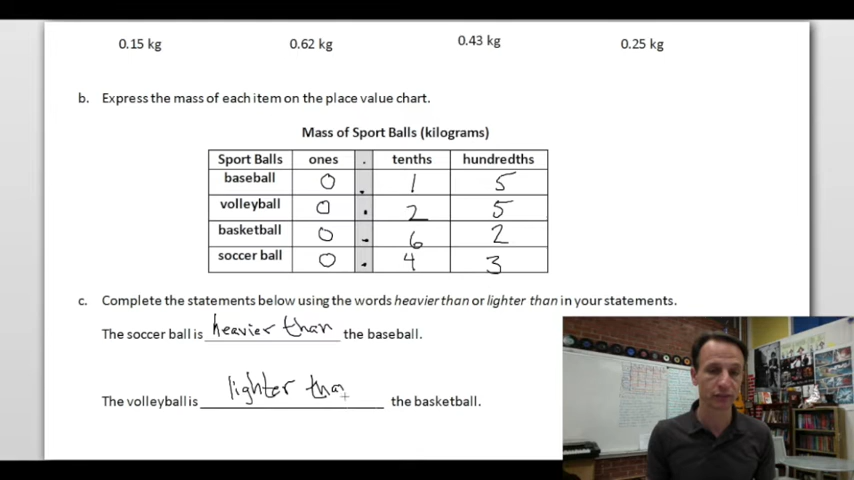 0.15 kg 0.62 kg 0.43 kg 0.25 kg
b. Express the mass of each item on the place value chart.
Mass of Sport Balls (kilograms)
Sport Balls ones . tenths hundredths
baseball 0 . 1 5
volleyball 0 . 2 5
basketball 0 . 6 2
soccer ball 0 . 4 3
c. Complete the statements below using the words heavier than or lighter than in your statements.
The soccer ball is heavier than the baseball.
The volleyball is lighter than the basketball.